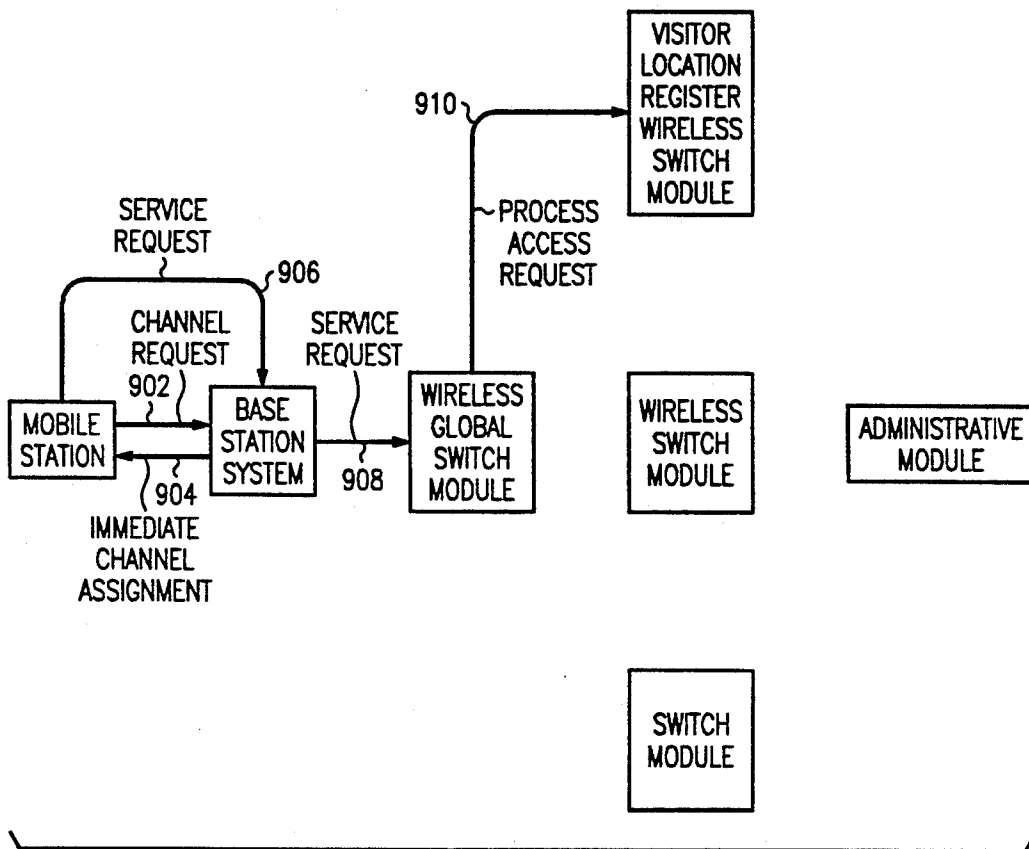 VISITOR
LOCATION
REGISTER
WIRELESS
SWITCH
MODULE
910
PROCESS
ACCESS
REQUEST
SERVICE
REQUEST
906
CHANNEL
REQUEST
902
SERVICE
REQUEST
908
MOBILE
STATION
BASE
STATION
SYSTEM
904
IMMEDIATE
CHANNEL
ASSIGNMENT
WIRELESS
GLOBAL
SWITCH
MODULE
WIRELESS
SWITCH
MODULE
ADMINISTRATIVE
MODULE
SWITCH
MODULE